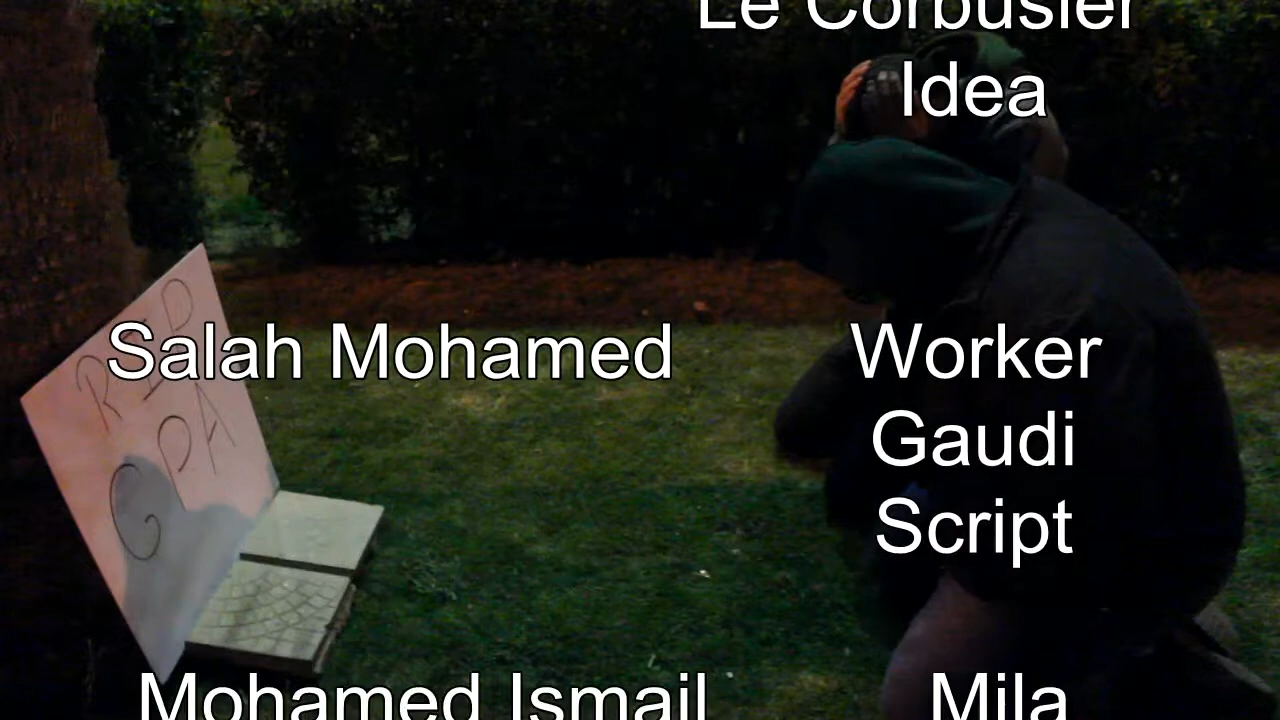 Le Corbusier
Idea
Salah Mohamed
Worker
Gaudi
Script
RIP
GPA
Mohamed Ismail
Mila